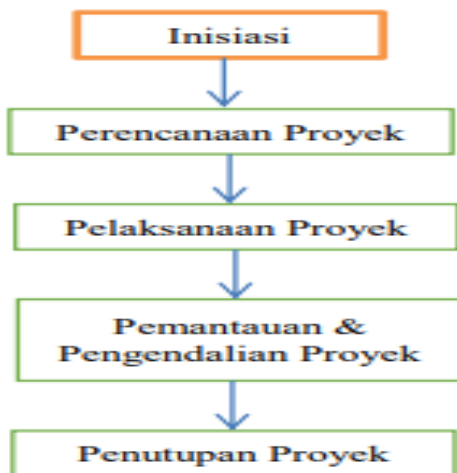 Inisiasi
Perencanaan Proyek
Pelaksanaan Proyek
Pemantauan &
Pengendalian Proyek
Penutupan Proyek